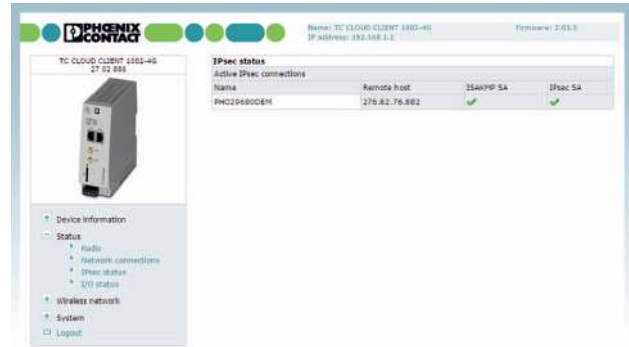 PHOENIX
CONTACT
Name: TC CLOUD CLIENT 1002-4G
IP address: 192.168.1.1
Firmware: 2.03.5
TC CLOUD CLIENT 1002-4G
27 02 886
IPsec status
Active IPsec connections
Name Remote host ISAKMP SA IPsec SA
PHO29680DEM 276.82.76.882
Device information
Status
Radio
Network connections
IPsec status
I/O status
Wireless network
System
Logout